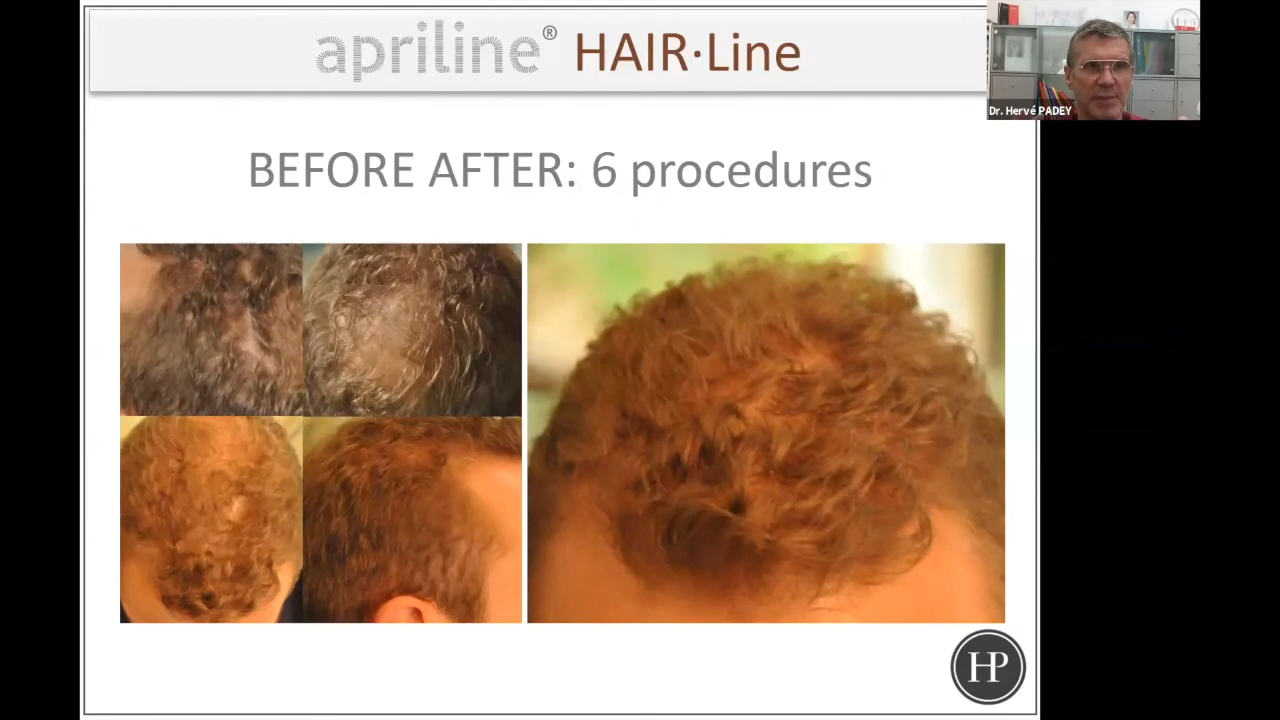 apriline® HAIR·Line
Dr. Hervé PADEY
BEFORE AFTER: 6 procedures
HP